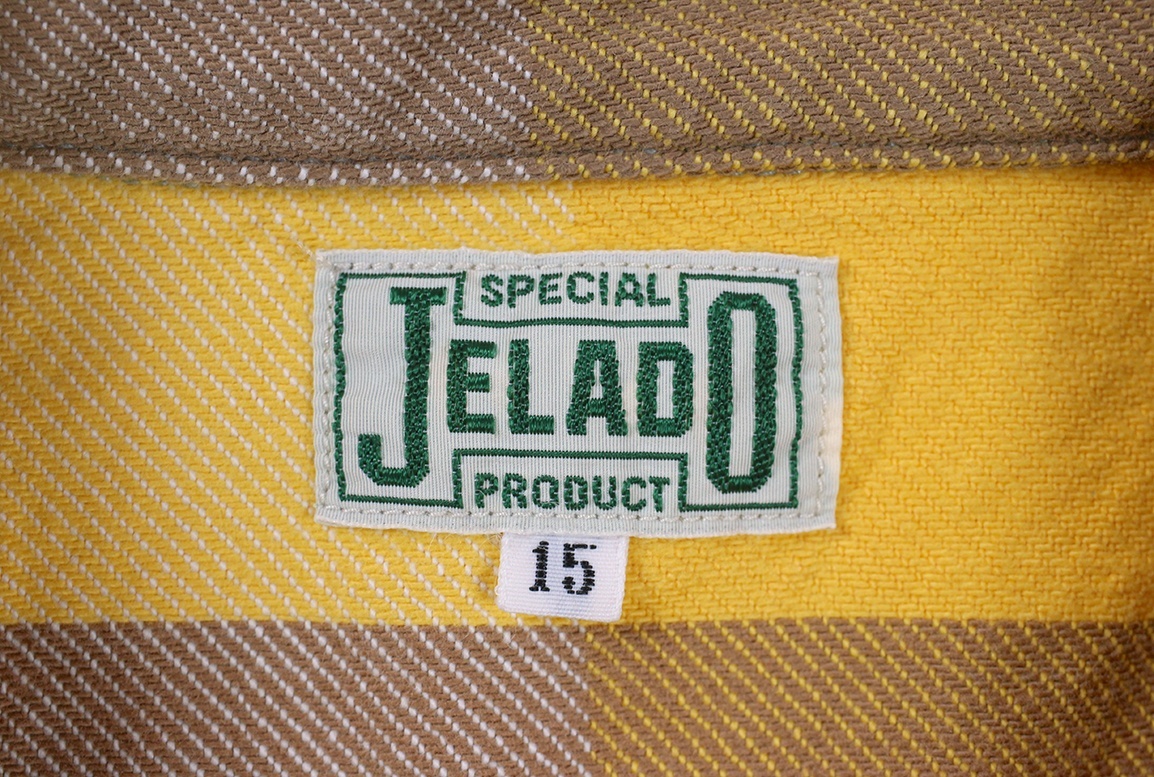 SPECIAL
JELADO
PRODUCT
15